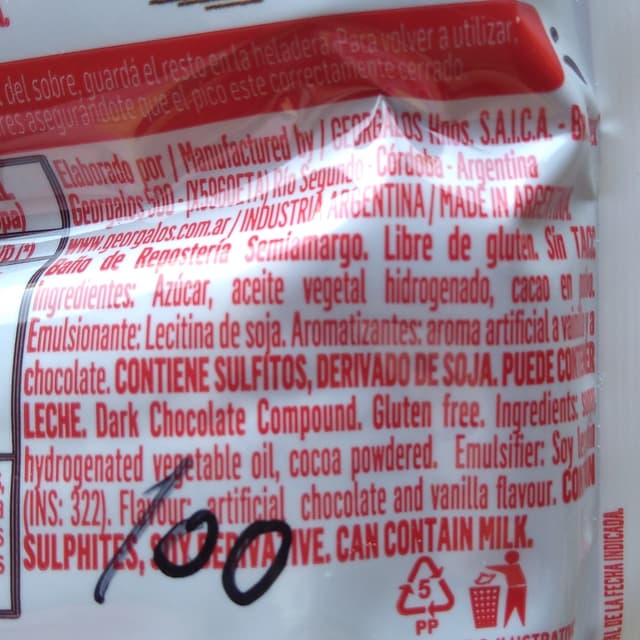 del sobre, guardá el resto en la heladera. Para volver a utilizar,
asegurándote que el pico este correctamente cerrado
Elaborado por / Manufactured by / GEORGALOS Hnos. S.A.I.C.A. -
Georgalos 500 - (X5960ETA) Río Segundo - Córdoba - Argentina
www.georgalos.com.ar / INDUSTRIA ARGENTINA / MADE IN ARGENTINA
Baño de Repostería Semiamargo. Libre de gluten. Sin TACC
Ingredientes: Azúcar, aceite vegetal hidrogenado, cacao en polvo.
Emulsionante: Lecitina de soja. Aromatizantes: aroma artificial a vainilla a
chocolate. CONTIENE SULFITOS, DERIVADO DE SOJA. PUEDE CONTENER
LECHE. Dark Chocolate Compound. Gluten free. Ingredients:
hydrogenated vegetable oil, cocoa powdered. Emulsifier: Soy
(INS: 322). Flavour: artificial chocolate and vanilla flavour.
SULPHITES, SOY DERIVATIVE. CAN CONTAIN MILK.
100
5
PP
DE LA FECHA INDICADA.